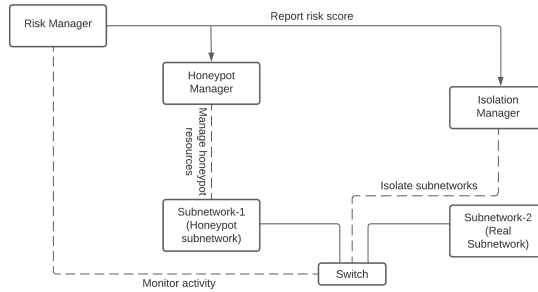 Report risk score
Risk Manager
Honeypot
Manager
Isolation
Manager
Manage honeypot
resources
Isolate subnetworks
Subnetwork-1
(Honeypot
subnetwork)
Subnetwork-2
(Real
Subnetwork)
Switch
Monitor activity